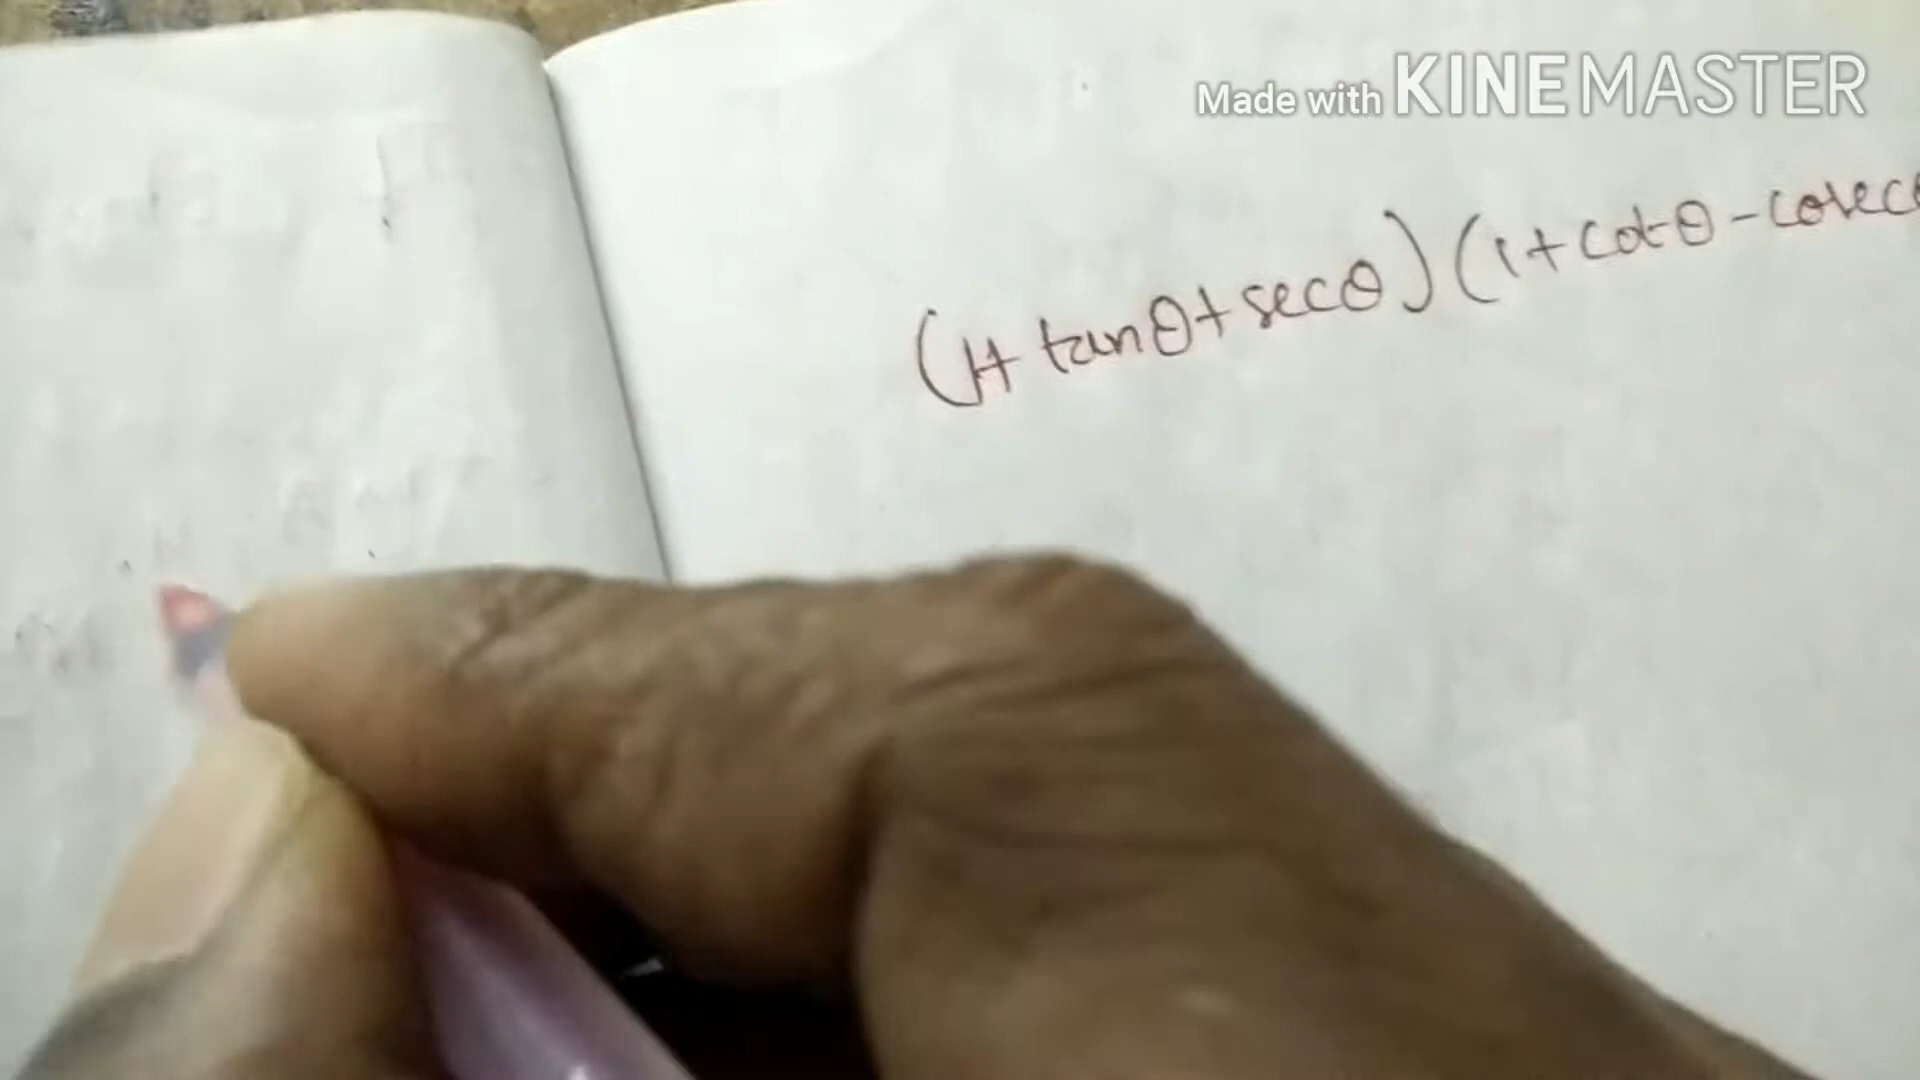 Made with KINEMASTER
(1+ tanθ + secθ) (1 + cotθ - cosec